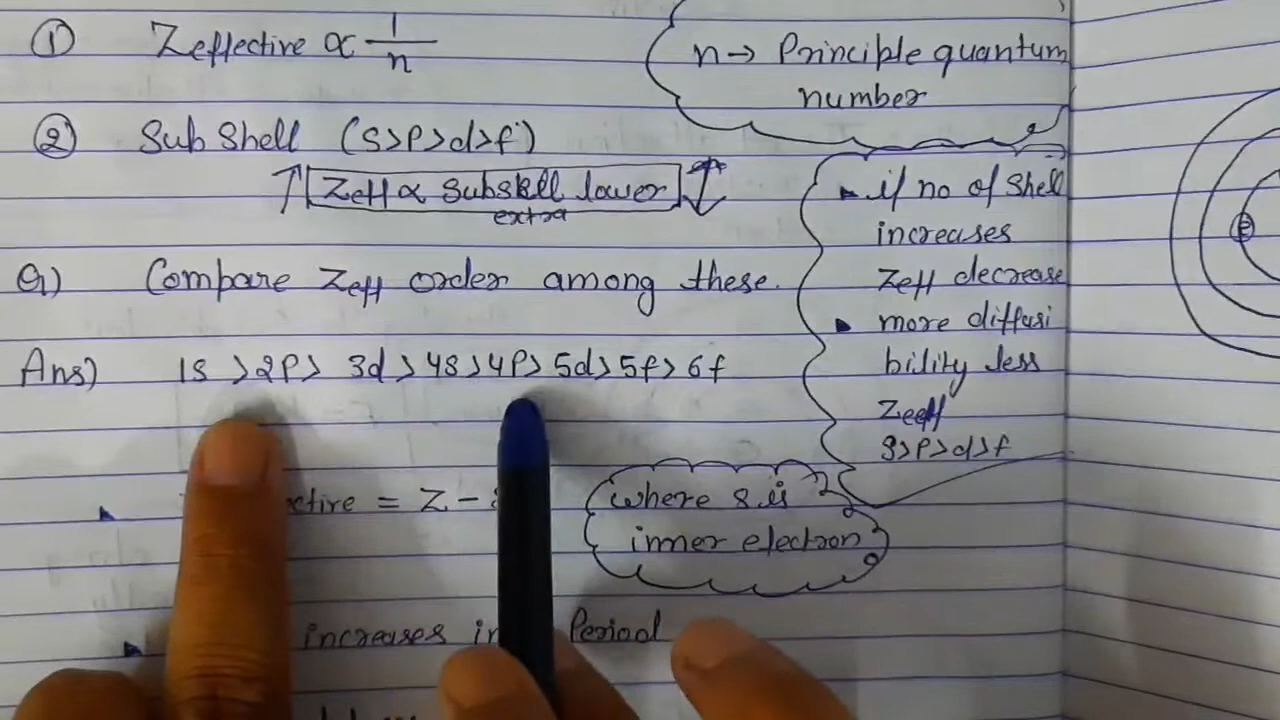 ① Zeffective ∝ 1/n
n→ Principle quantum
number
② Sub Shell (S>P>d>f)
↑ Zeff ∝ Subshell lower ↕
extra
▸ if no of shell
increases
Zeff decrease
▸ more diffusi
bility less
Zeeff
S>P>d>f
Q) Compare Zeff order among these.
Ans) 1s >2P> 3d >4s>4P> 5d>5f> 6f
ctive = Z -
where s is
inner electron
increases in Period